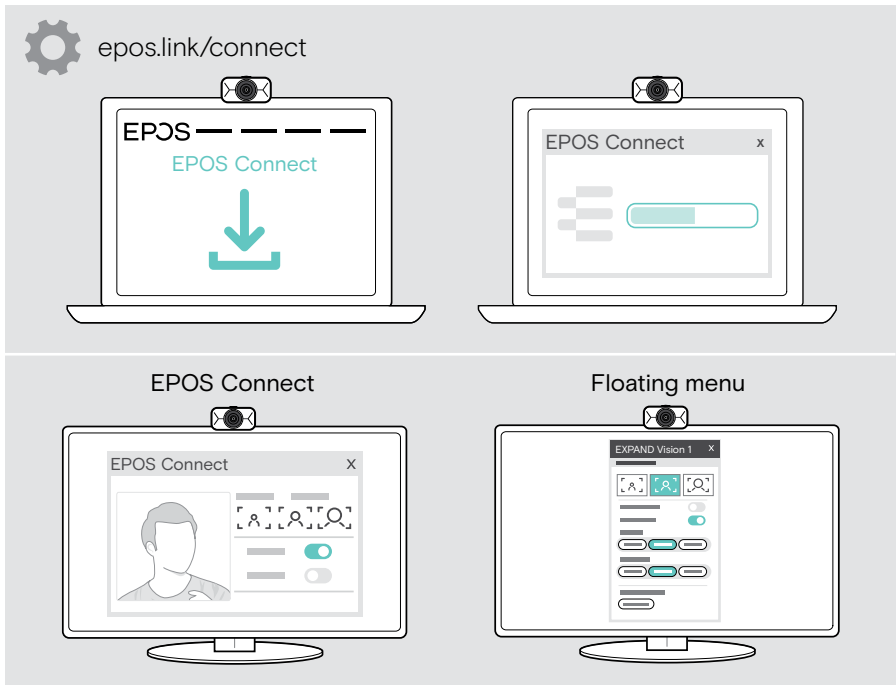 epos.link/connect
EPOS
EPOS Connect
EPOS Connect x
EPOS Connect
EPOS Connect x
Floating menu
EXPAND Vision 1 x